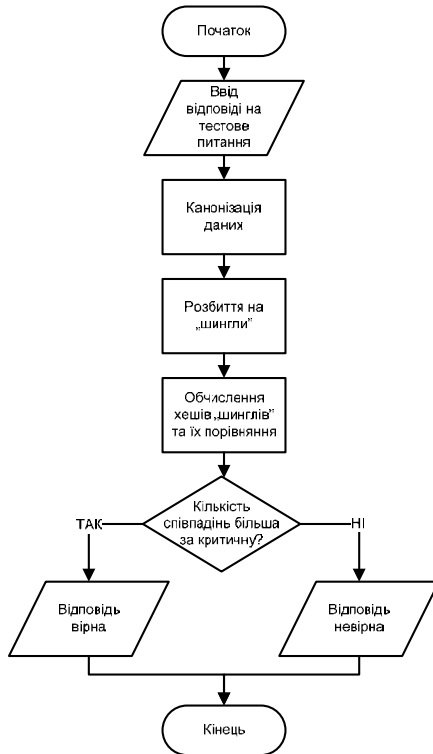 Початок
Ввід
відповіді на
тестове
питання
Канонізація
даних
Розбиття на
„шингли”
Обчислення
хешів „шинглів”
та їх порівняння
Кількість
співпадінь більша
за критичну?
ТАК
НІ
Відповідь
вірна
Відповідь
невірна
Кінець